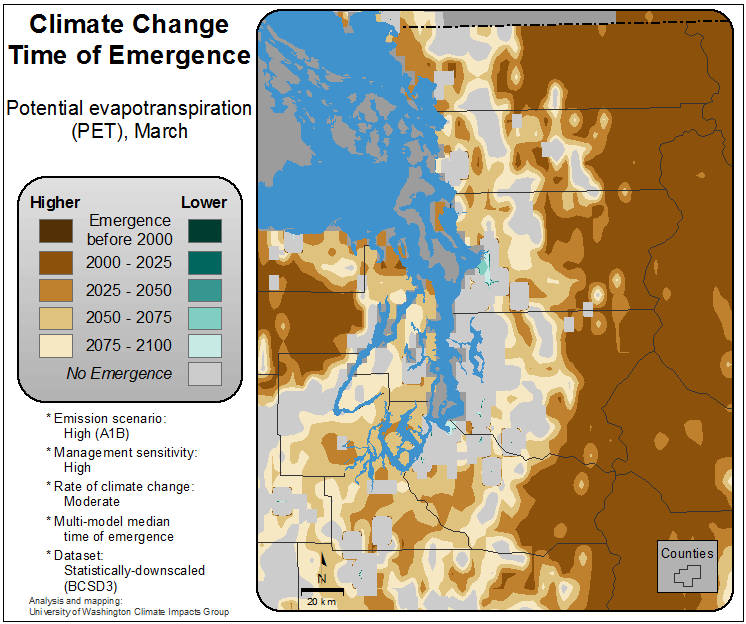 Climate Change
Time of Emergence
Potential evapotranspiration
(PET), March
Higher
Lower
Emergence
before 2000
2000 - 2025
2025 - 2050
2050 - 2075
2075 - 2100
No Emergence
* Emission scenario:
High (A1B)
* Management sensitivity:
High
* Rate of climate change:
Moderate
* Multi-model median
time of emergence
* Dataset:
Statistically-downscaled
(BCSD3)
Analysis and mapping:
University of Washington Climate Impacts Group
N
20 km
Counties